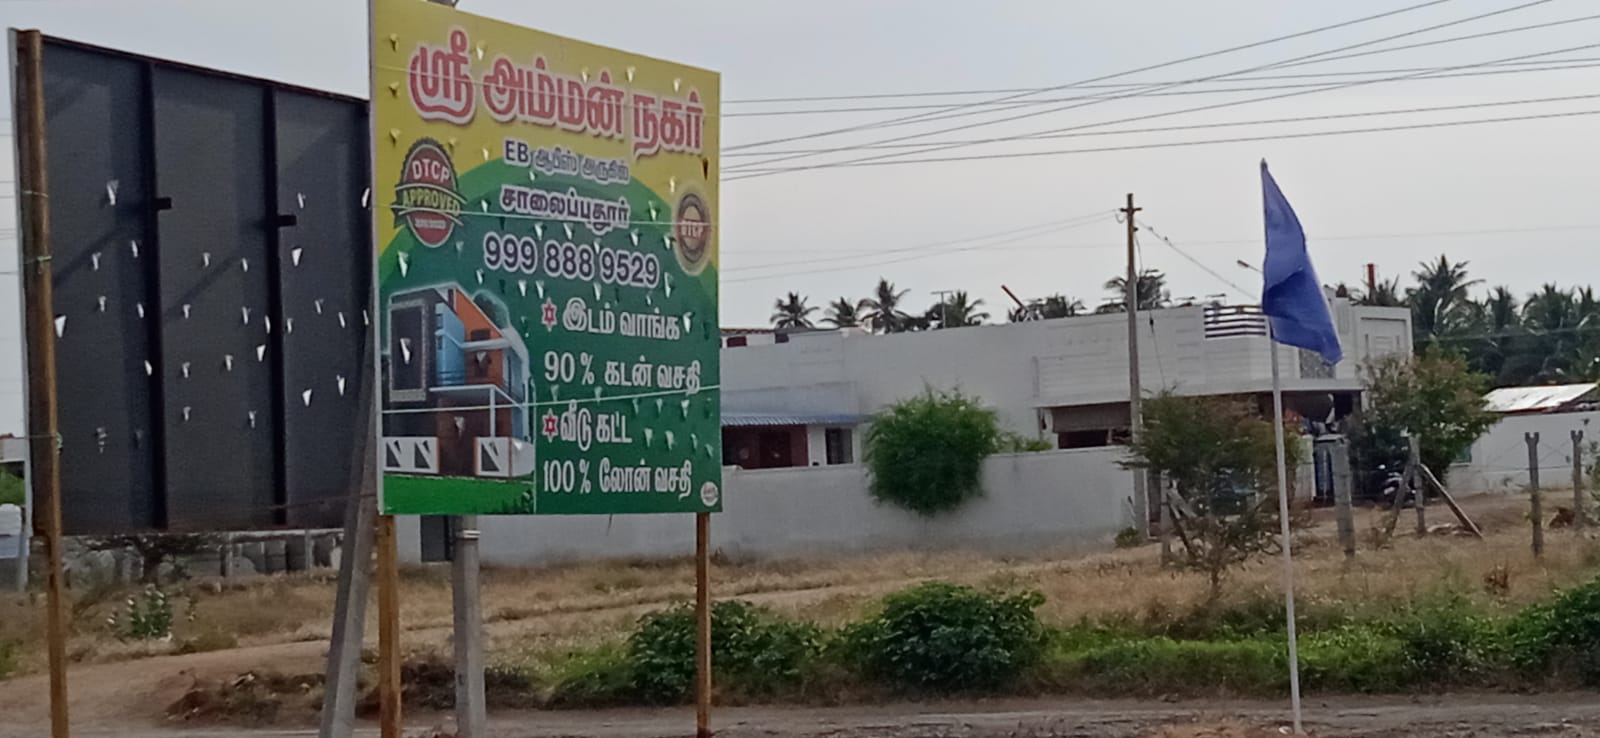 ஸ்ரீ அம்மன் நகர்
EB ஆபீஸ் அருகில்
சாலைப்புதூர்
999 888 9529
DTCP
APPROVED
DTCP
இடம் வாங்க
90 % கடன் வசதி
வீடு கட்ட
100 % லோன் வசதி